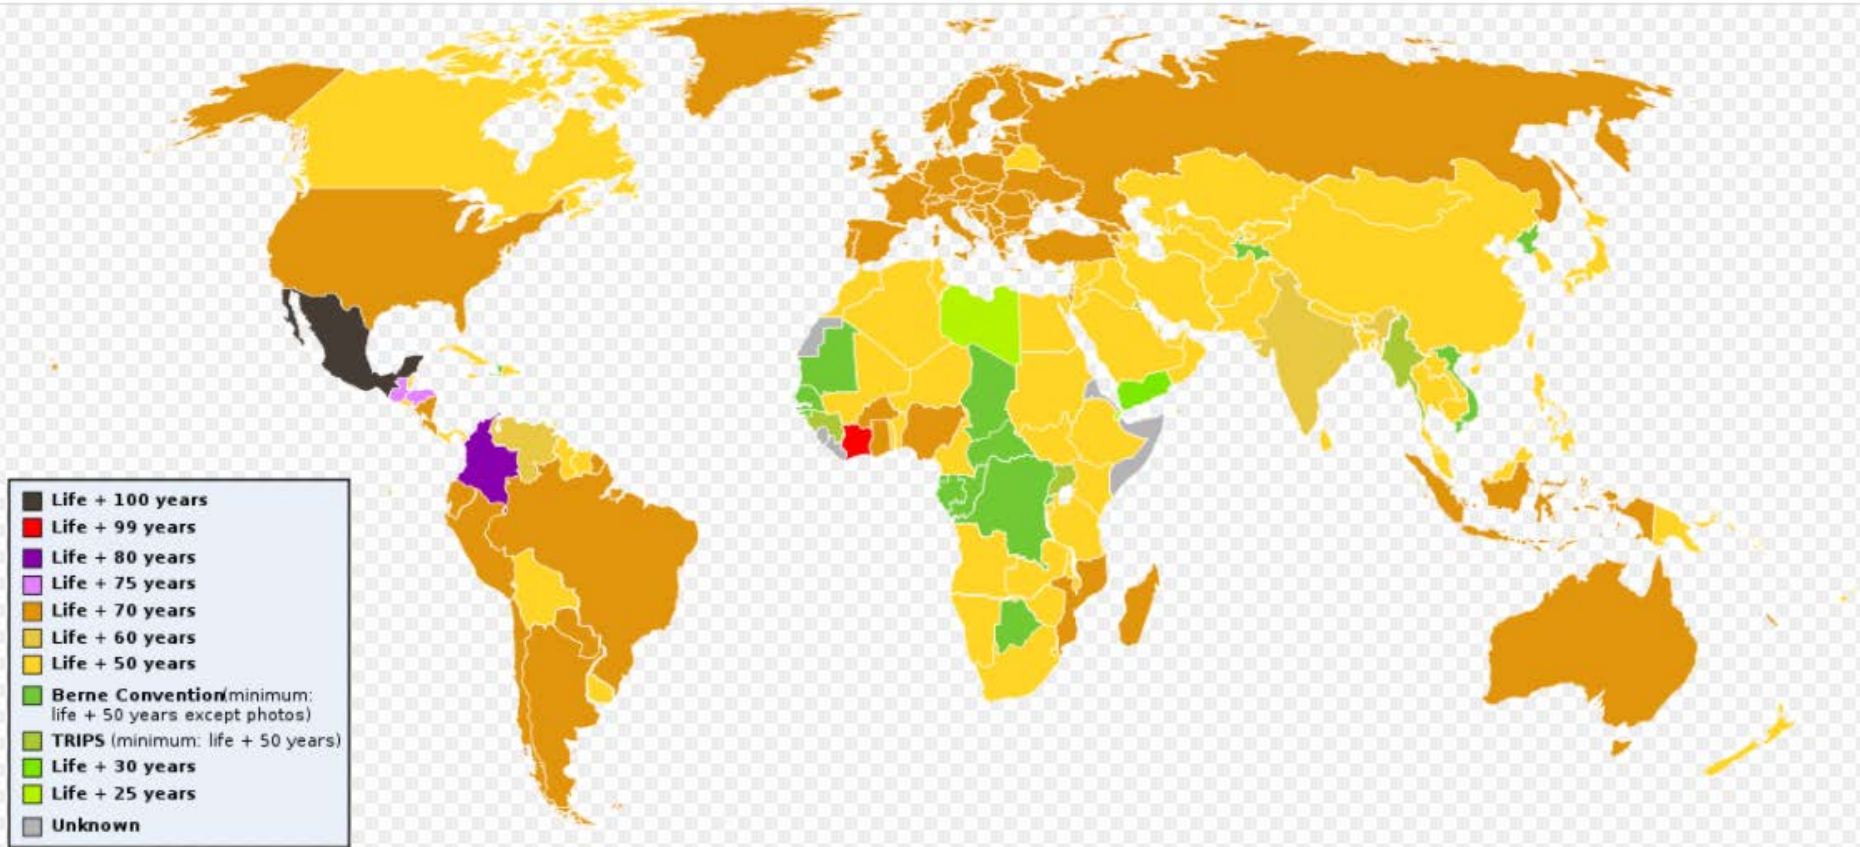 Life + 100 years
Life + 99 years
Life + 80 years
Life + 75 years
Life + 70 years
Life + 60 years
Life + 50 years
Berne Convention(minimum:
life + 50 years except photos)
TRIPS (minimum: life + 50 years)
Life + 30 years
Life + 25 years
Unknown